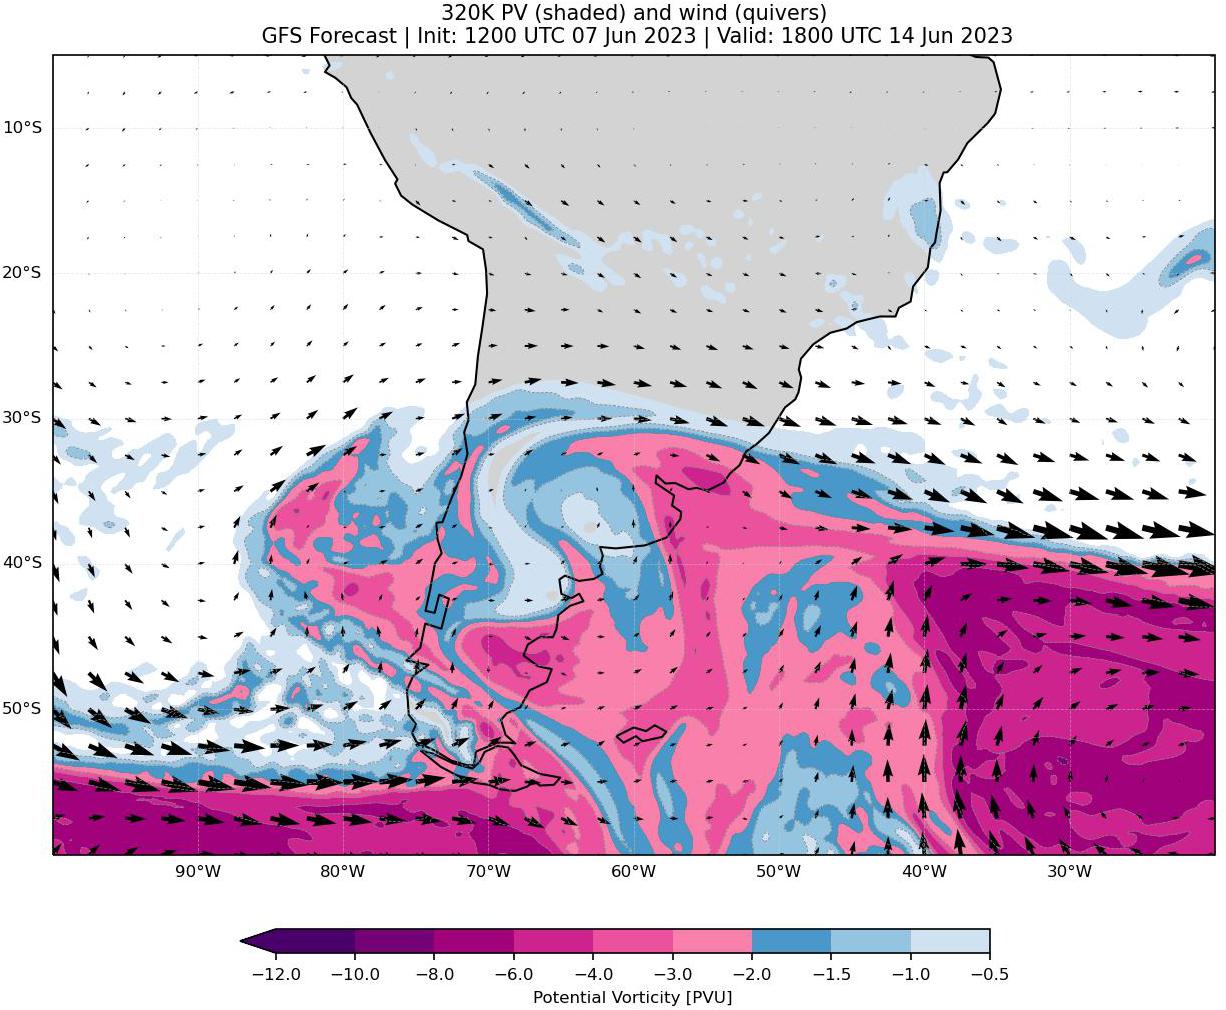 320K PV (shaded) and wind (quivers)
GFS Forecast | Init: 1200 UTC 07 Jun 2023 | Valid: 1800 UTC 14 Jun 2023
10°S
20°S
30°S
40°S
50°S
90°W 80°W 70°W 60°W 50°W 40°W 30°W
−12.0 −10.0 −8.0 −6.0 −4.0 −3.0 −2.0 −1.5 −1.0 −0.5
Potential Vorticity [PVU]